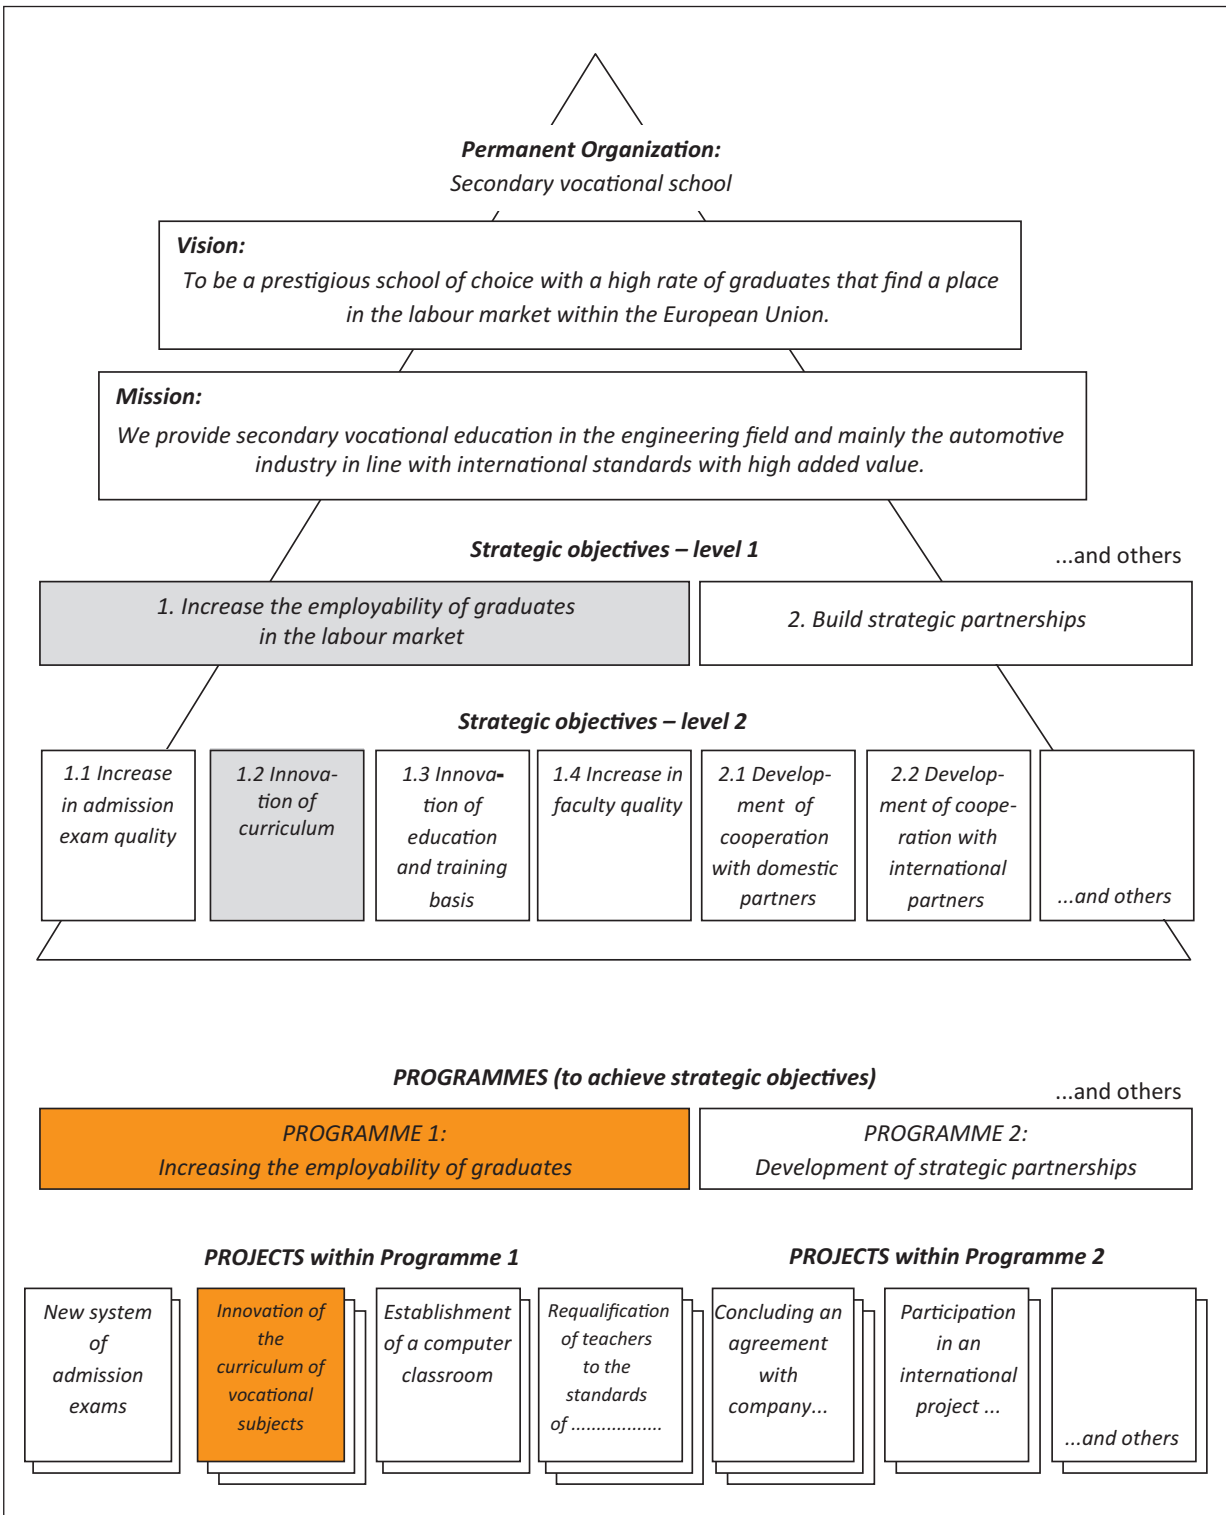 Permanent Organization:
Secondary vocational school
Vision:
To be a prestigious school of choice with a high rate of graduates that find a place
in the labour market within the European Union.
Mission:
We provide secondary vocational education in the engineering field and mainly the automotive
industry in line with international standards with high added value.
Strategic objectives – level 1
...and others
1. Increase the employability of graduates
in the labour market
2. Build strategic partnerships
Strategic objectives – level 2
1.1 Increase
in admission
exam quality
1.2 Innova-
tion of
curriculum
1.3 Innova-
tion of
education
and training
basis
1.4 Increase in
faculty quality
2.1 Develop-
ment of
cooperation
with domestic
partners
2.2 Develop-
ment of coope-
ration with
international
partners
...and others
PROGRAMMES (to achieve strategic objectives)
...and others
PROGRAMME 1:
Increasing the employability of graduates
PROGRAMME 2:
Development of strategic partnerships
PROJECTS within Programme 1
PROJECTS within Programme 2
New system
of
admission
exams
Innovation of
the
curriculum of
vocational
subjects
Establishment
of a computer
classroom
Requalification
of teachers
to the
standards
of ..................
Concluding an
agreement
with
company...
Participation
in an
international
project ...
...and others